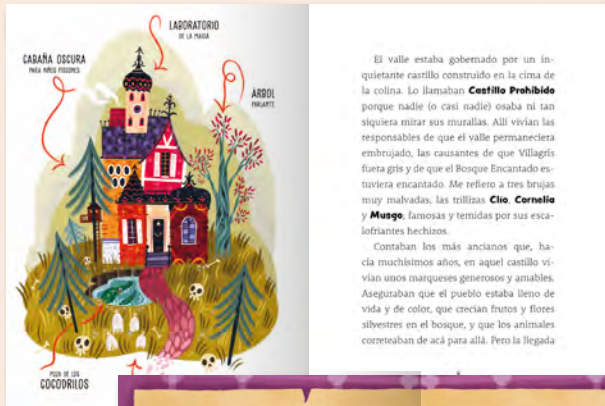 LABORATORIO
DE LA MAGIA
CABAÑA OSCURA
PARA NIÑOS FISGONES
ÁRBOL
PARLANTE
POZA DE LOS
COCODRILOS
El valle estaba gobernado por un in-
quietante castillo construido en la cima de
la colina. Lo llamaban Castillo Prohibido
porque nadie (o casi nadie) osaba ni tan
siquiera mirar sus murallas. Allí vivían las
responsables de que el valle permaneciera
embrujado, las causantes de que Villagrís
fuera gris y de que el Bosque Encantado es-
tuviera encantado. Me refiero a tres brujas
muy malvadas, las trillizas Clío, Cornelia
y Musgo, famosas y temidas por sus esca-
lofriantes hechizos.
Contaban los más ancianos que, ha-
cía muchísimos años, en aquel castillo vi-
vían unos marqueses generosos y amables.
Aseguraban que el pueblo estaba lleno de
vida y de color, que crecían frutos y flores
silvestres en el bosque, y que los animales
correteaban de acá para allá. Pero la llegada